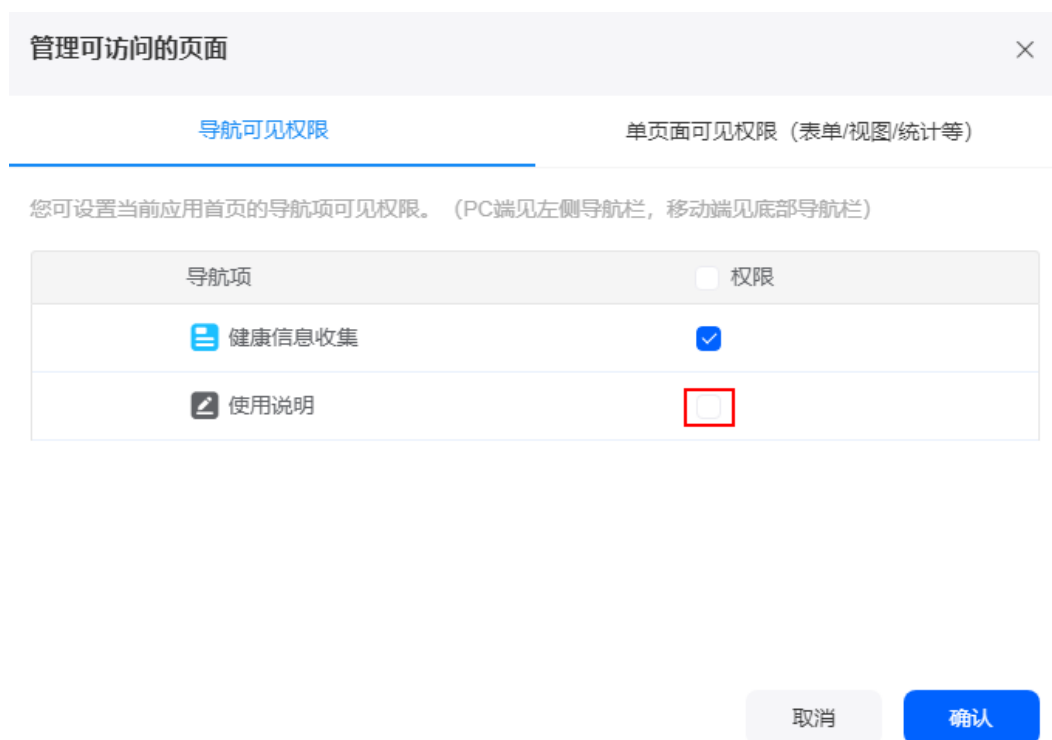 管理可访问的页面
导航可见权限
单页面可见权限（表单/视图/统计等）
您可设置当前应用首页的导航项可见权限。（PC端见左侧导航栏，移动端见底部导航栏）
导航项 权限
健康信息收集
使用说明
取消 确认